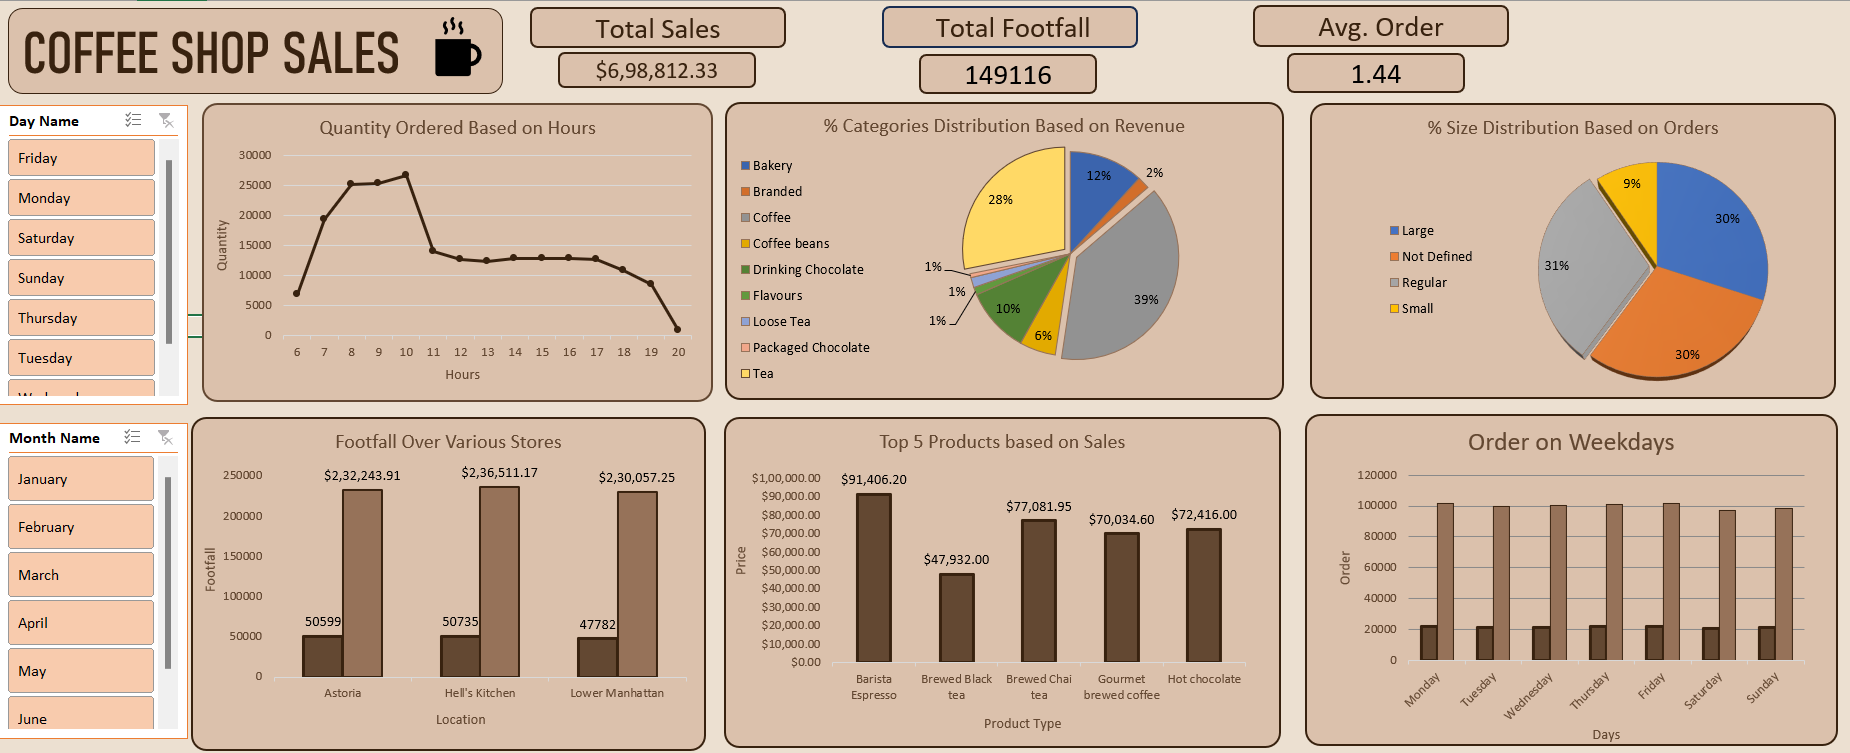 COFFEE SHOP SALES
Total Sales
$6,98,812.33
Total Footfall
149116
Avg. Order
1.44
Day Name
Friday
Monday
Saturday
Sunday
Thursday
Tuesday
Month Name
January
February
March
April
May
June
Quantity Ordered Based on Hours
Quantity
30000
25000
20000
15000
10000
5000
0
6 7 8 9 10 11 12 13 14 15 16 17 18 19 20
Hours
% Categories Distribution Based on Revenue
Bakery
Branded
Coffee
Coffee beans
Drinking Chocolate
Flavours
Loose Tea
Packaged Chocolate
Tea
12%
2%
39%
6%
10%
1%
1%
1%
28%
% Size Distribution Based on Orders
Large
Not Defined
Regular
Small
30%
30%
31%
9%
Footfall Over Various Stores
Footfall
250000
200000
150000
100000
50000
0
50599
$2,32,243.91
50735
$2,36,511.17
47782
$2,30,057.25
Astoria
Hell's Kitchen
Lower Manhattan
Location
Top 5 Products based on Sales
Price
$1,00,000.00
$90,000.00
$80,000.00
$70,000.00
$60,000.00
$50,000.00
$40,000.00
$30,000.00
$20,000.00
$10,000.00
$0.00
$91,406.20
$47,932.00
$77,081.95
$70,034.60
$72,416.00
Barista
Espresso
Brewed Black
tea
Brewed Chai
tea
Gourmet
brewed coffee
Hot chocolate
Product Type
Order on Weekdays
Order
120000
100000
80000
60000
40000
20000
0
Monday
Tuesday
Wednesday
Thursday
Friday
Saturday
Sunday
Days